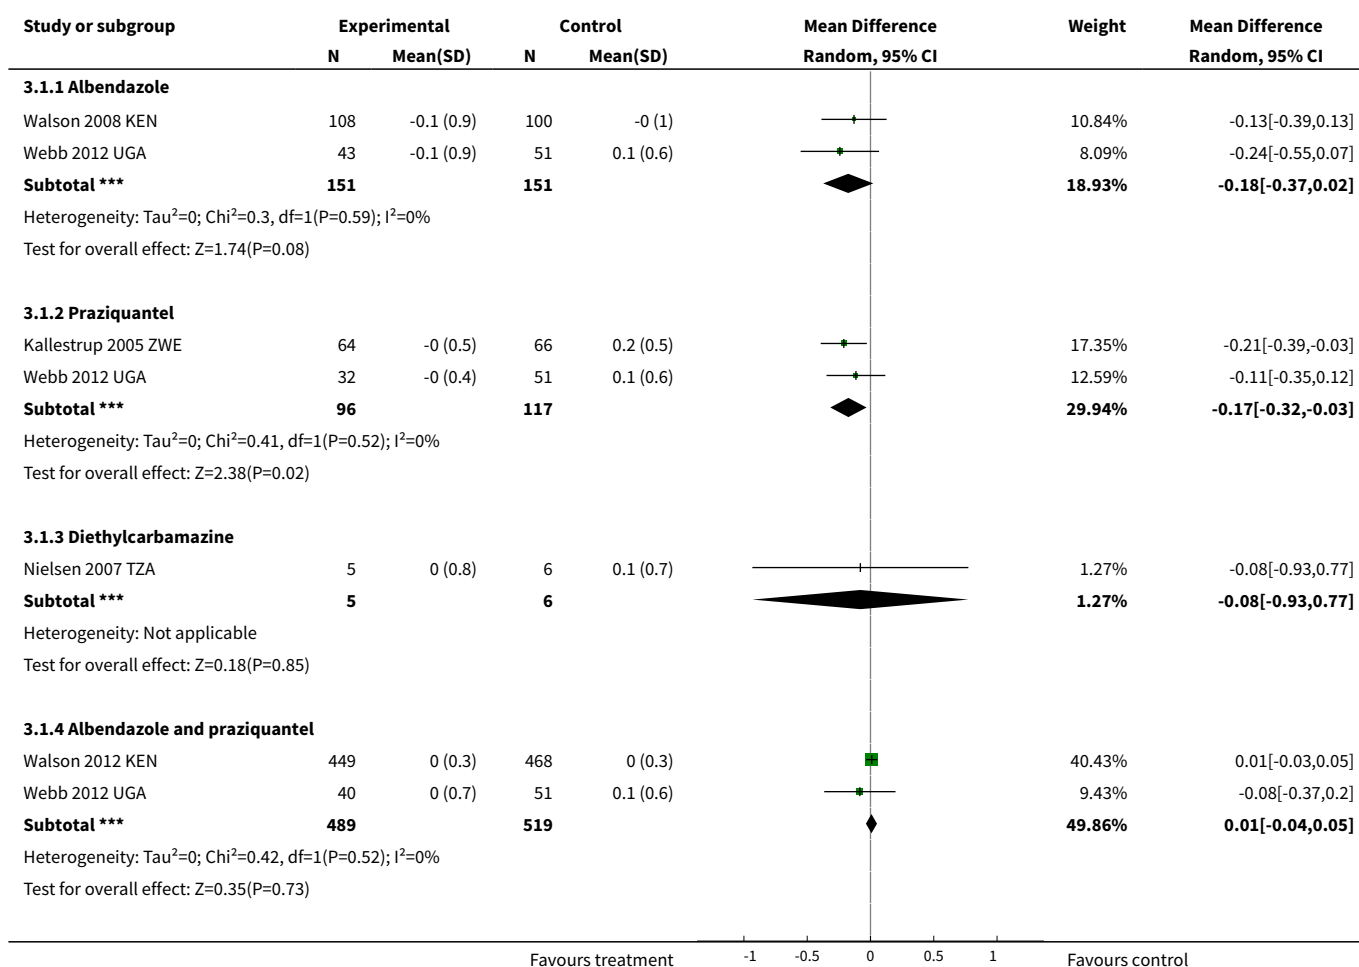 Study or subgroup Experimental Control Mean Difference Weight Mean Difference
N Mean(SD) N Mean(SD) Random, 95% CI Random, 95% CI
3.1.1 Albendazole
Walson 2008 KEN 108 -0.1 (0.9) 100 -0 (1) 10.84% -0.13[-0.39,0.13]
Webb 2012 UGA 43 -0.1 (0.9) 51 0.1 (0.6) 8.09% -0.24[-0.55,0.07]
Subtotal *** 151 151 18.93% -0.18[-0.37,0.02]
Heterogeneity: Tau²=0; Chi²=0.3, df=1(P=0.59); I²=0%
Test for overall effect: Z=1.74(P=0.08)
3.1.2 Praziquantel
Kallestrup 2005 ZWE 64 -0 (0.5) 66 0.2 (0.5) 17.35% -0.21[-0.39,-0.03]
Webb 2012 UGA 32 -0 (0.4) 51 0.1 (0.6) 12.59% -0.11[-0.35,0.12]
Subtotal *** 96 117 29.94% -0.17[-0.32,-0.03]
Heterogeneity: Tau²=0; Chi²=0.41, df=1(P=0.52); I²=0%
Test for overall effect: Z=2.38(P=0.02)
3.1.3 Diethylcarbamazine
Nielsen 2007 TZA 5 0 (0.8) 6 0.1 (0.7) 1.27% -0.08[-0.93,0.77]
Subtotal *** 5 6 1.27% -0.08[-0.93,0.77]
Heterogeneity: Not applicable
Test for overall effect: Z=0.18(P=0.85)
3.1.4 Albendazole and praziquantel
Walson 2012 KEN 449 0 (0.3) 468 0 (0.3) 40.43% 0.01[-0.03,0.05]
Webb 2012 UGA 40 0 (0.7) 51 0.1 (0.6) 9.43% -0.08[-0.37,0.2]
Subtotal *** 489 519 49.86% 0.01[-0.04,0.05]
Heterogeneity: Tau²=0; Chi²=0.42, df=1(P=0.52); I²=0%
Test for overall effect: Z=0.35(P=0.73)
Favours treatment -1 -0.5 0 0.5 1 Favours control